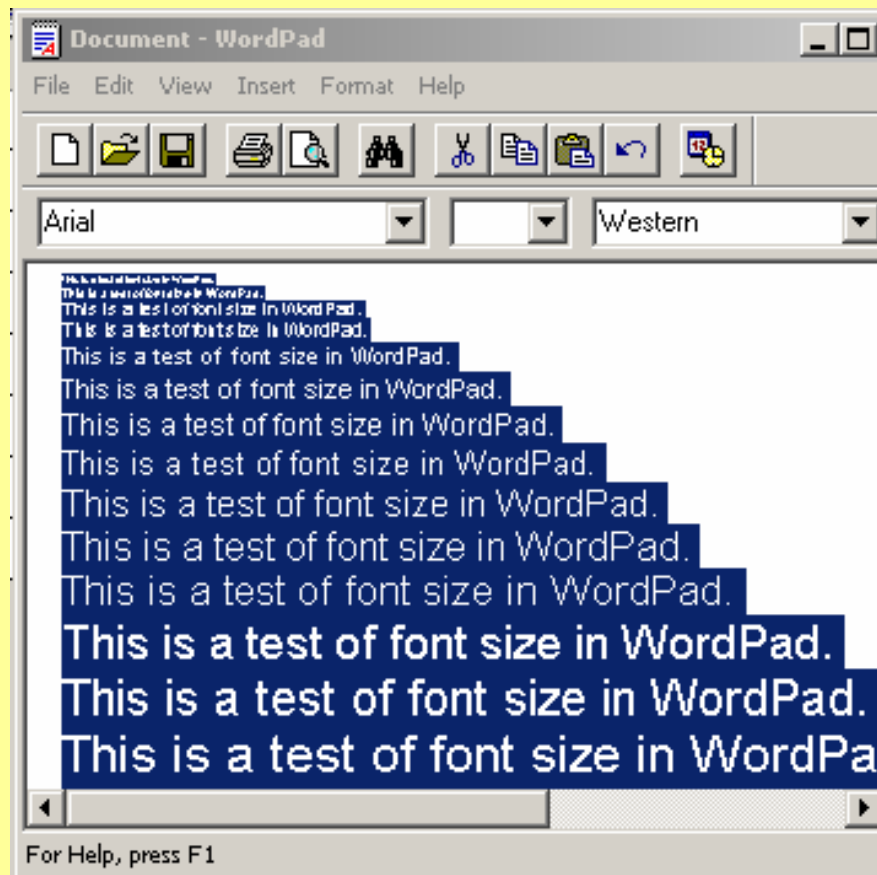 Document - WordPad
File Edit View Insert Format Help
Arial Western
This is a test of font size in WordPad.
This is a test of font size in WordPad.
This is a test of font size in WordPad.
This is a test of font size in WordPad.
This is a test of font size in WordPad.
This is a test of font size in WordPad.
This is a test of font size in WordPad.
This is a test of font size in WordPad.
This is a test of font size in WordPad.
This is a test of font size in WordPad.
This is a test of font size in WordPad.
This is a test of font size in WordPad.
This is a test of font size in WordPa
For Help, press F1